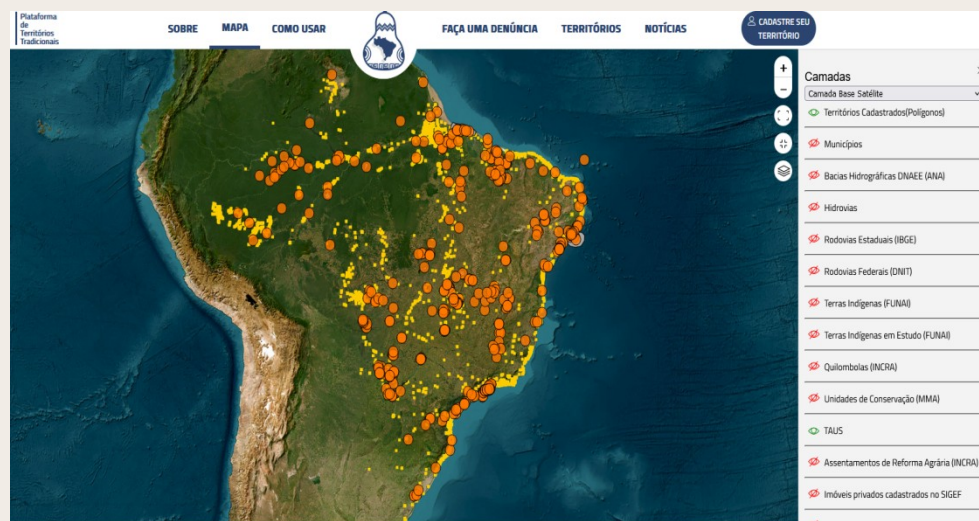 Plataforma
de
Territórios
Tradicionais
SOBRE
MAPA
COMO USAR
FAÇA UMA DENÚNCIA
TERRITÓRIOS
NOTÍCIAS
CADASTRE SEU
TERRITÓRIO
+
−
Camadas
Camada Base Satélite
Territórios Cadastrados(Polígonos)
Municípios
Bacias Hidrográficas DNAEE (ANA)
Hidrovias
Rodovias Estaduais (IBGE)
Rodovias Federais (DNIT)
Terras Indígenas (FUNAI)
Terras Indígenas em Estudo (FUNAI)
Quilombolas (INCRA)
Unidades de Conservação (MMA)
TAUS
Assentamentos de Reforma Agrária (INCRA)
Imóveis privados cadastrados no SIGEF